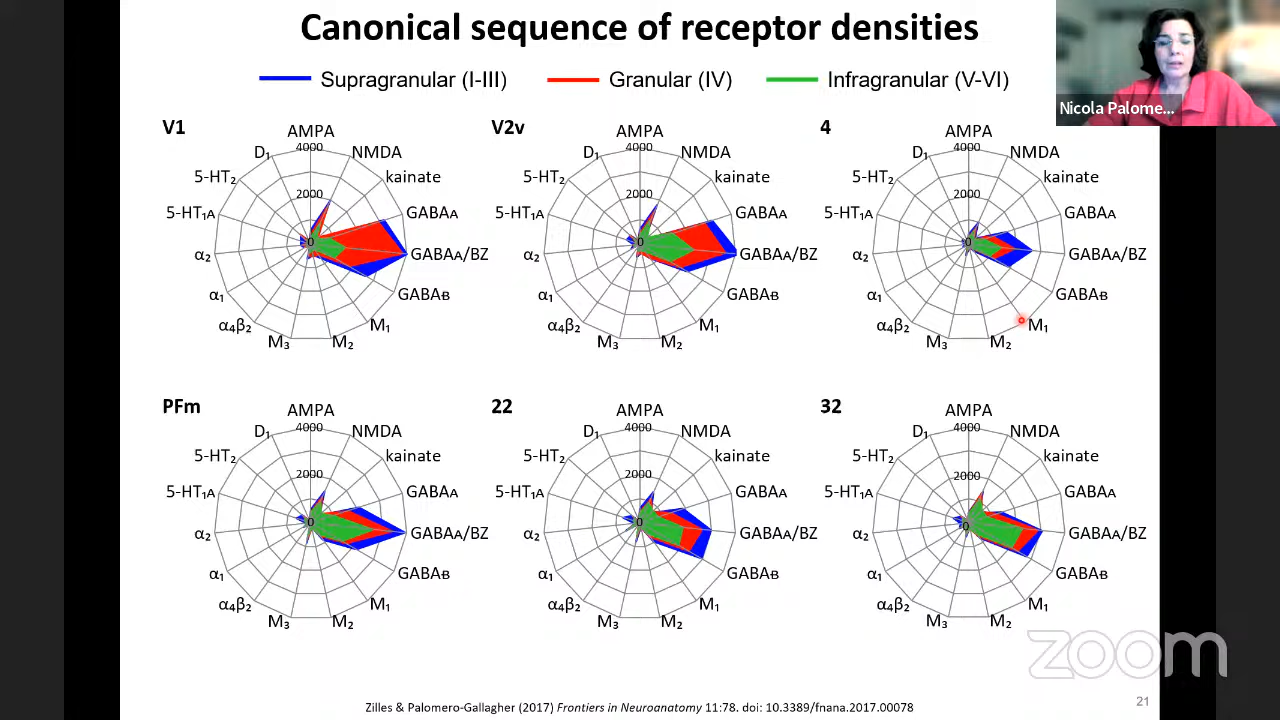 Canonical sequence of receptor densities
Supragranular (I-III) Granular (IV) Infragranular (V-VI)
Nicola Palome...
V1
AMPA
4000
NMDA
kainate
2000
GABAA
GABAA/BZ
GABAB
M1
M2
M3
α4β2
α1
α2
5-HT1A
5-HT2
D1
0
V2v
AMPA
4000
NMDA
kainate
2000
GABAA
GABAA/BZ
GABAB
M1
M2
M3
α4β2
α1
α2
5-HT1A
5-HT2
D1
0
4
AMPA
4000
NMDA
kainate
2000
GABAA
GABAA/BZ
GABAB
M1
M2
M3
α4β2
α1
α2
5-HT1A
5-HT2
D1
0
PFm
AMPA
4000
NMDA
kainate
2000
GABAA
GABAA/BZ
GABAB
M1
M2
M3
α4β2
α1
α2
5-HT1A
5-HT2
D1
0
22
AMPA
4000
NMDA
kainate
2000
GABAA
GABAA/BZ
GABAB
M1
M2
M3
α4β2
α1
α2
5-HT1A
5-HT2
D1
0
32
AMPA
4000
NMDA
kainate
2000
GABAA
GABAA/BZ
GABAB
M1
M2
M3
α4β2
α1
α2
5-HT1A
5-HT2
D1
0
zoom
21
Zilles & Palomero-Gallagher (2017) Frontiers in Neuroanatomy 11:78. doi: 10.3389/fnana.2017.00078